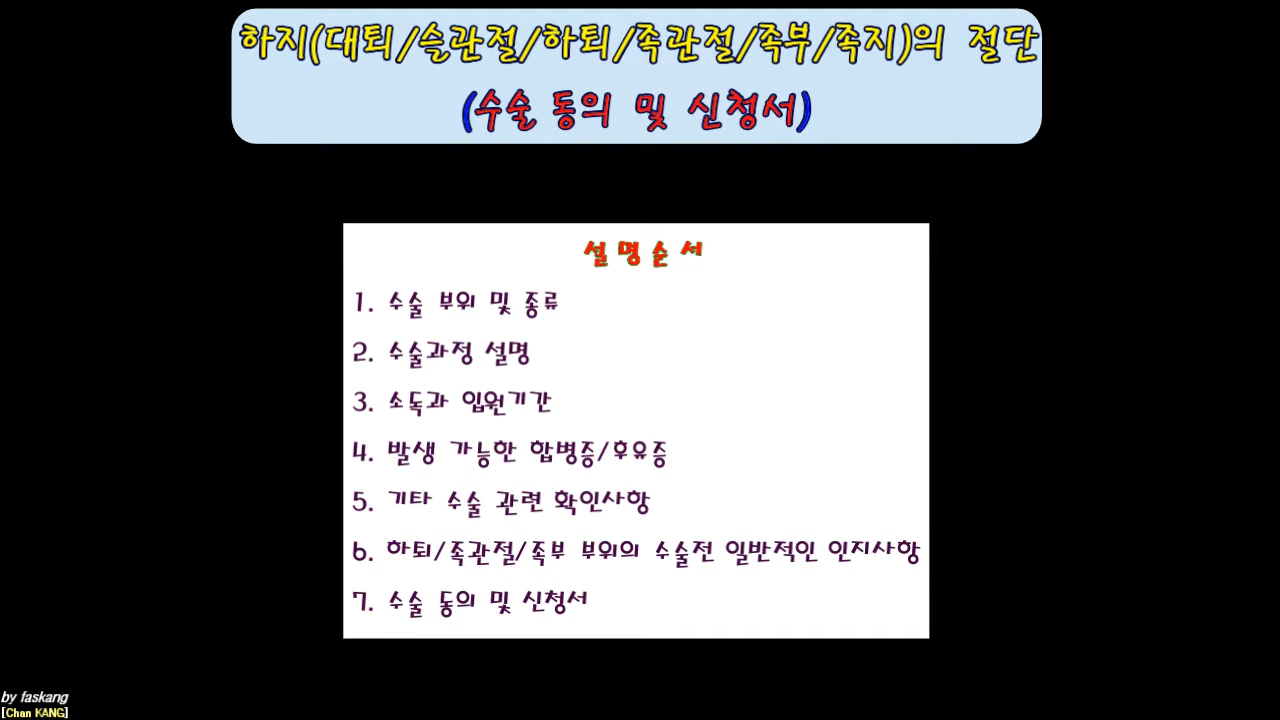 하지(대퇴/슬관절/하퇴/족관절/족부/족지)의 절단
(수술 동의 및 신청서)
설명순서
1. 수술 부위 및 종류
2. 수술과정 설명
3. 소독과 입원기간
4. 발생 가능한 합병증/후유증
5. 기타 수술 관련 확인사항
6. 하퇴/족관절/족부 부위의 수술전 일반적인 인지사항
7. 수술 동의 및 신청서
by faskang
[Chan KANG]